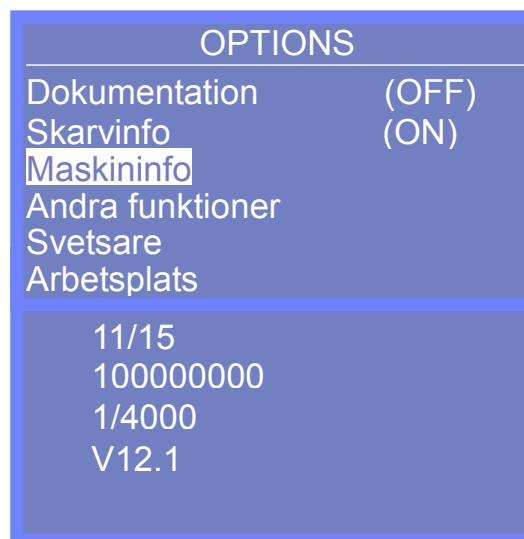 OPTIONS
Dokumentation (OFF)
Skarvinfo (ON)
Maskininfo
Andra funktioner
Svetsare
Arbetsplats
11/15
100000000
1/4000
V12.1